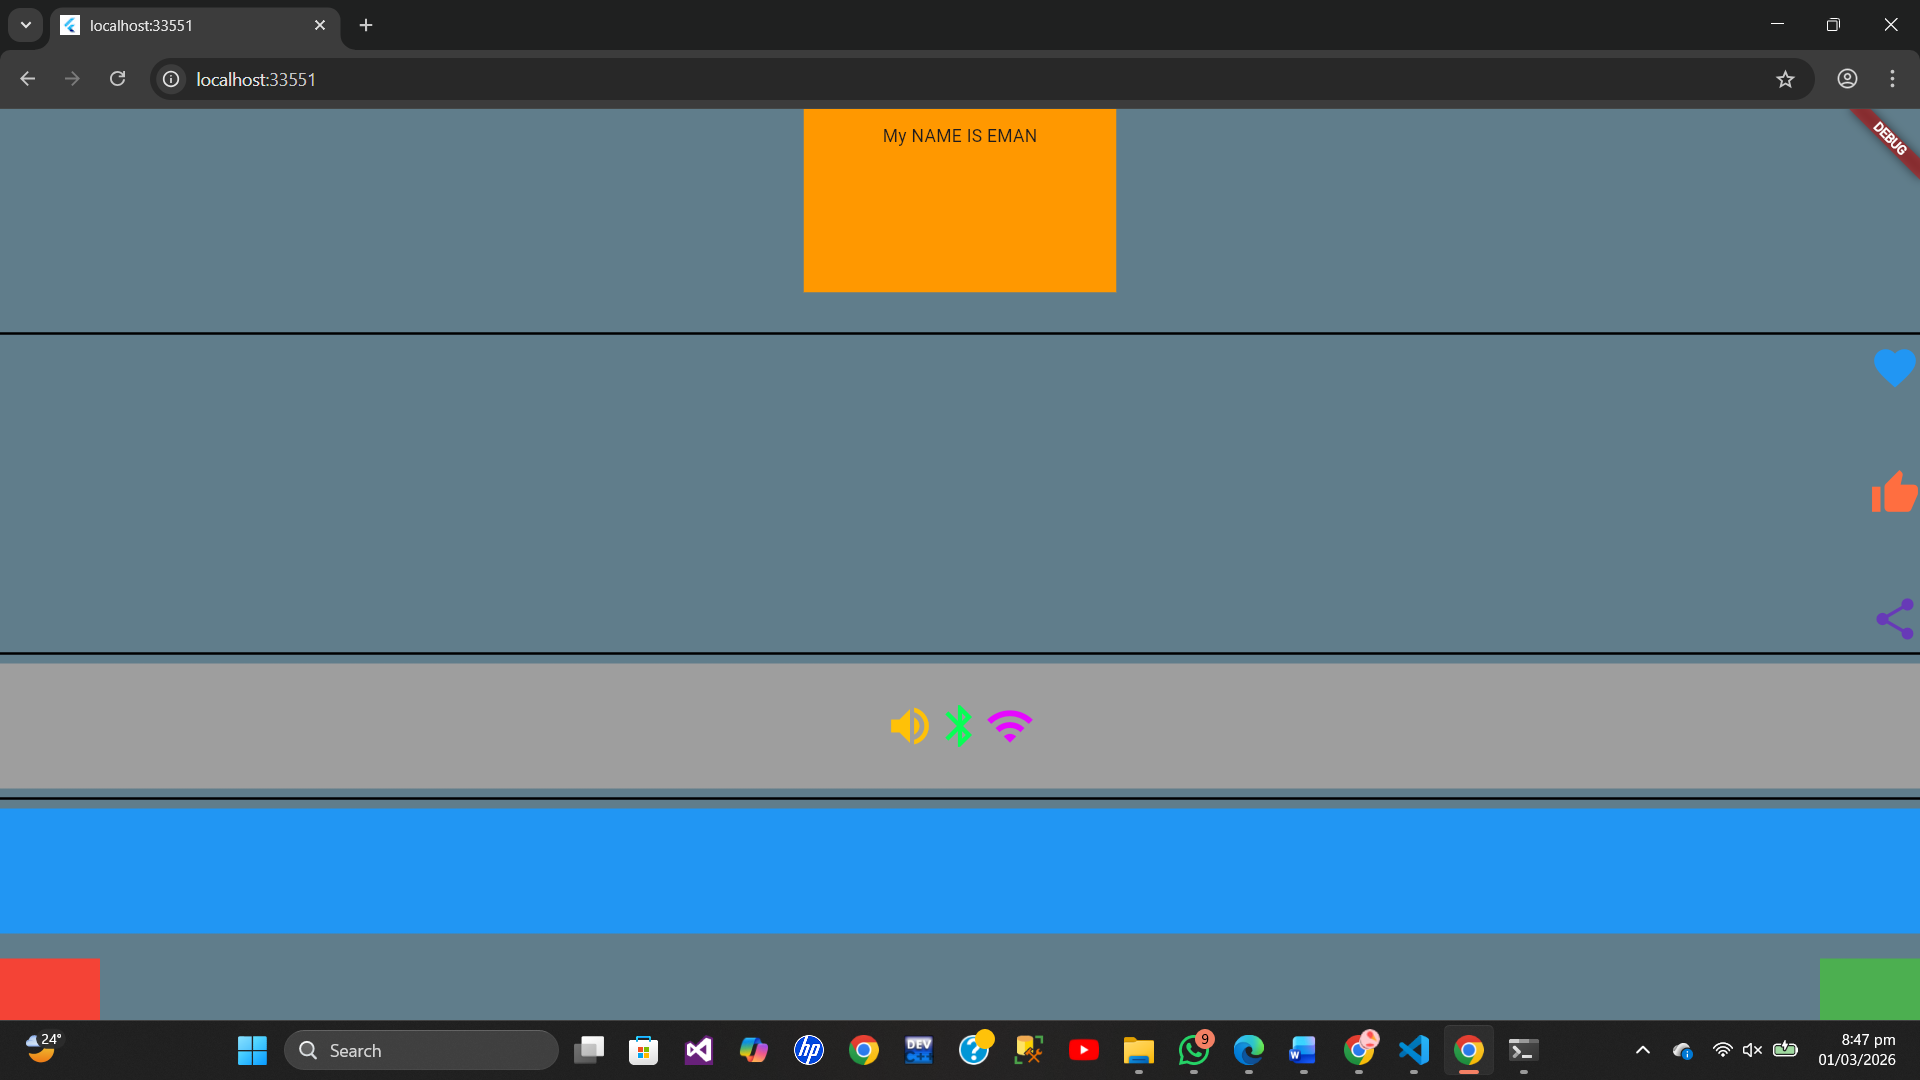 localhost:33551
localhost:33551
My NAME IS EMAN
DEBUG
24°
Search
hp
DEV
9
W
8:47 pm
01/03/2026